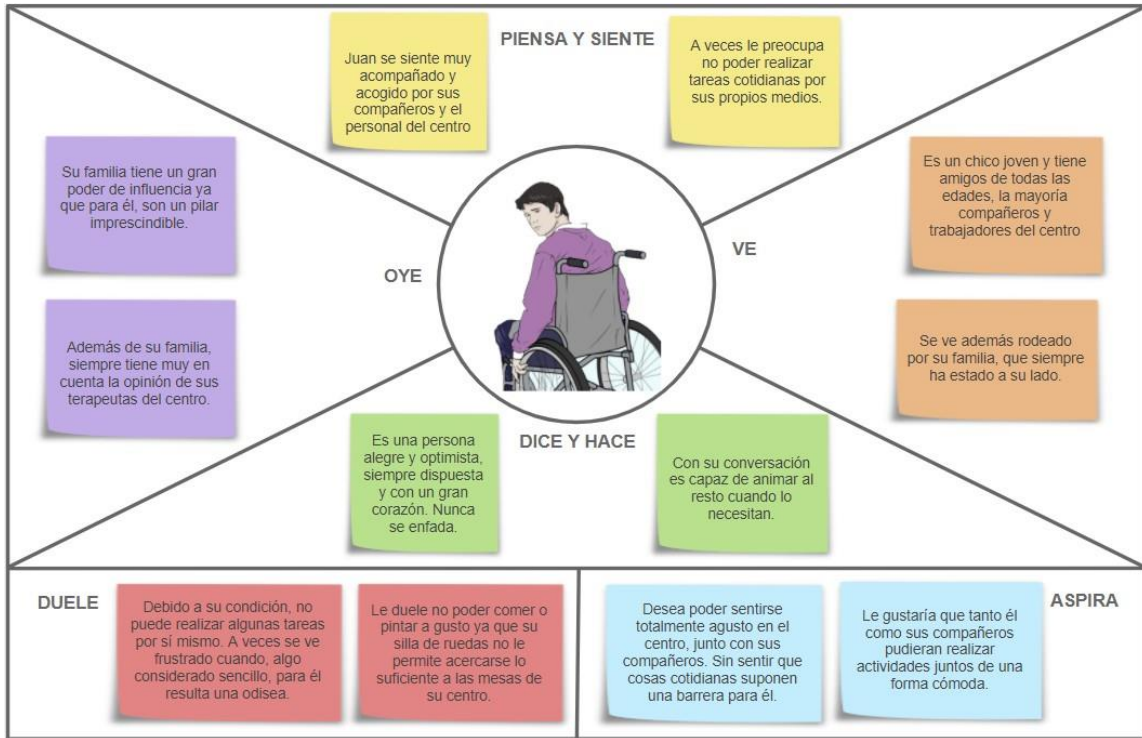 PIENSA Y SIENTE
Juan se siente muy
acompañado y
acogido por sus
compañeros y el
personal del centro
A veces le preocupa
no poder realizar
tareas cotidianas por
sus propios medios.
OYE
Su familia tiene un gran
poder de influencia ya
que para él, son un pilar
imprescindible.
Además de su familia,
siempre tiene muy en
cuenta la opinión de sus
terapeutas del centro.
VE
Es un chico joven y tiene
amigos de todas las
edades, la mayoría
compañeros y
trabajadores del centro
Se ve además rodeado
por su familia, que siempre
ha estado a su lado.
DICE Y HACE
Es una persona
alegre y optimista,
siempre dispuesta
y con un gran
corazón. Nunca
se enfada.
Con su conversación
es capaz de animar al
resto cuando lo
necesitan.
DUELE
Debido a su condición, no
puede realizar algunas tareas
por sí mismo. A veces se ve
frustrado cuando, algo
considerado sencillo, para él
resulta una odisea.
Le duele no poder comer o
pintar a gusto ya que su
silla de ruedas no le
permite acercarse lo
suficiente a las mesas de
su centro.
ASPIRA
Desea poder sentirse
totalmente agusto en el
centro, junto con sus
compañeros. Sin sentir que
cosas cotidianas suponen
una barrera para él.
Le gustaría que tanto él
como sus compañeros
pudieran realizar
actividades juntos de una
forma cómoda.